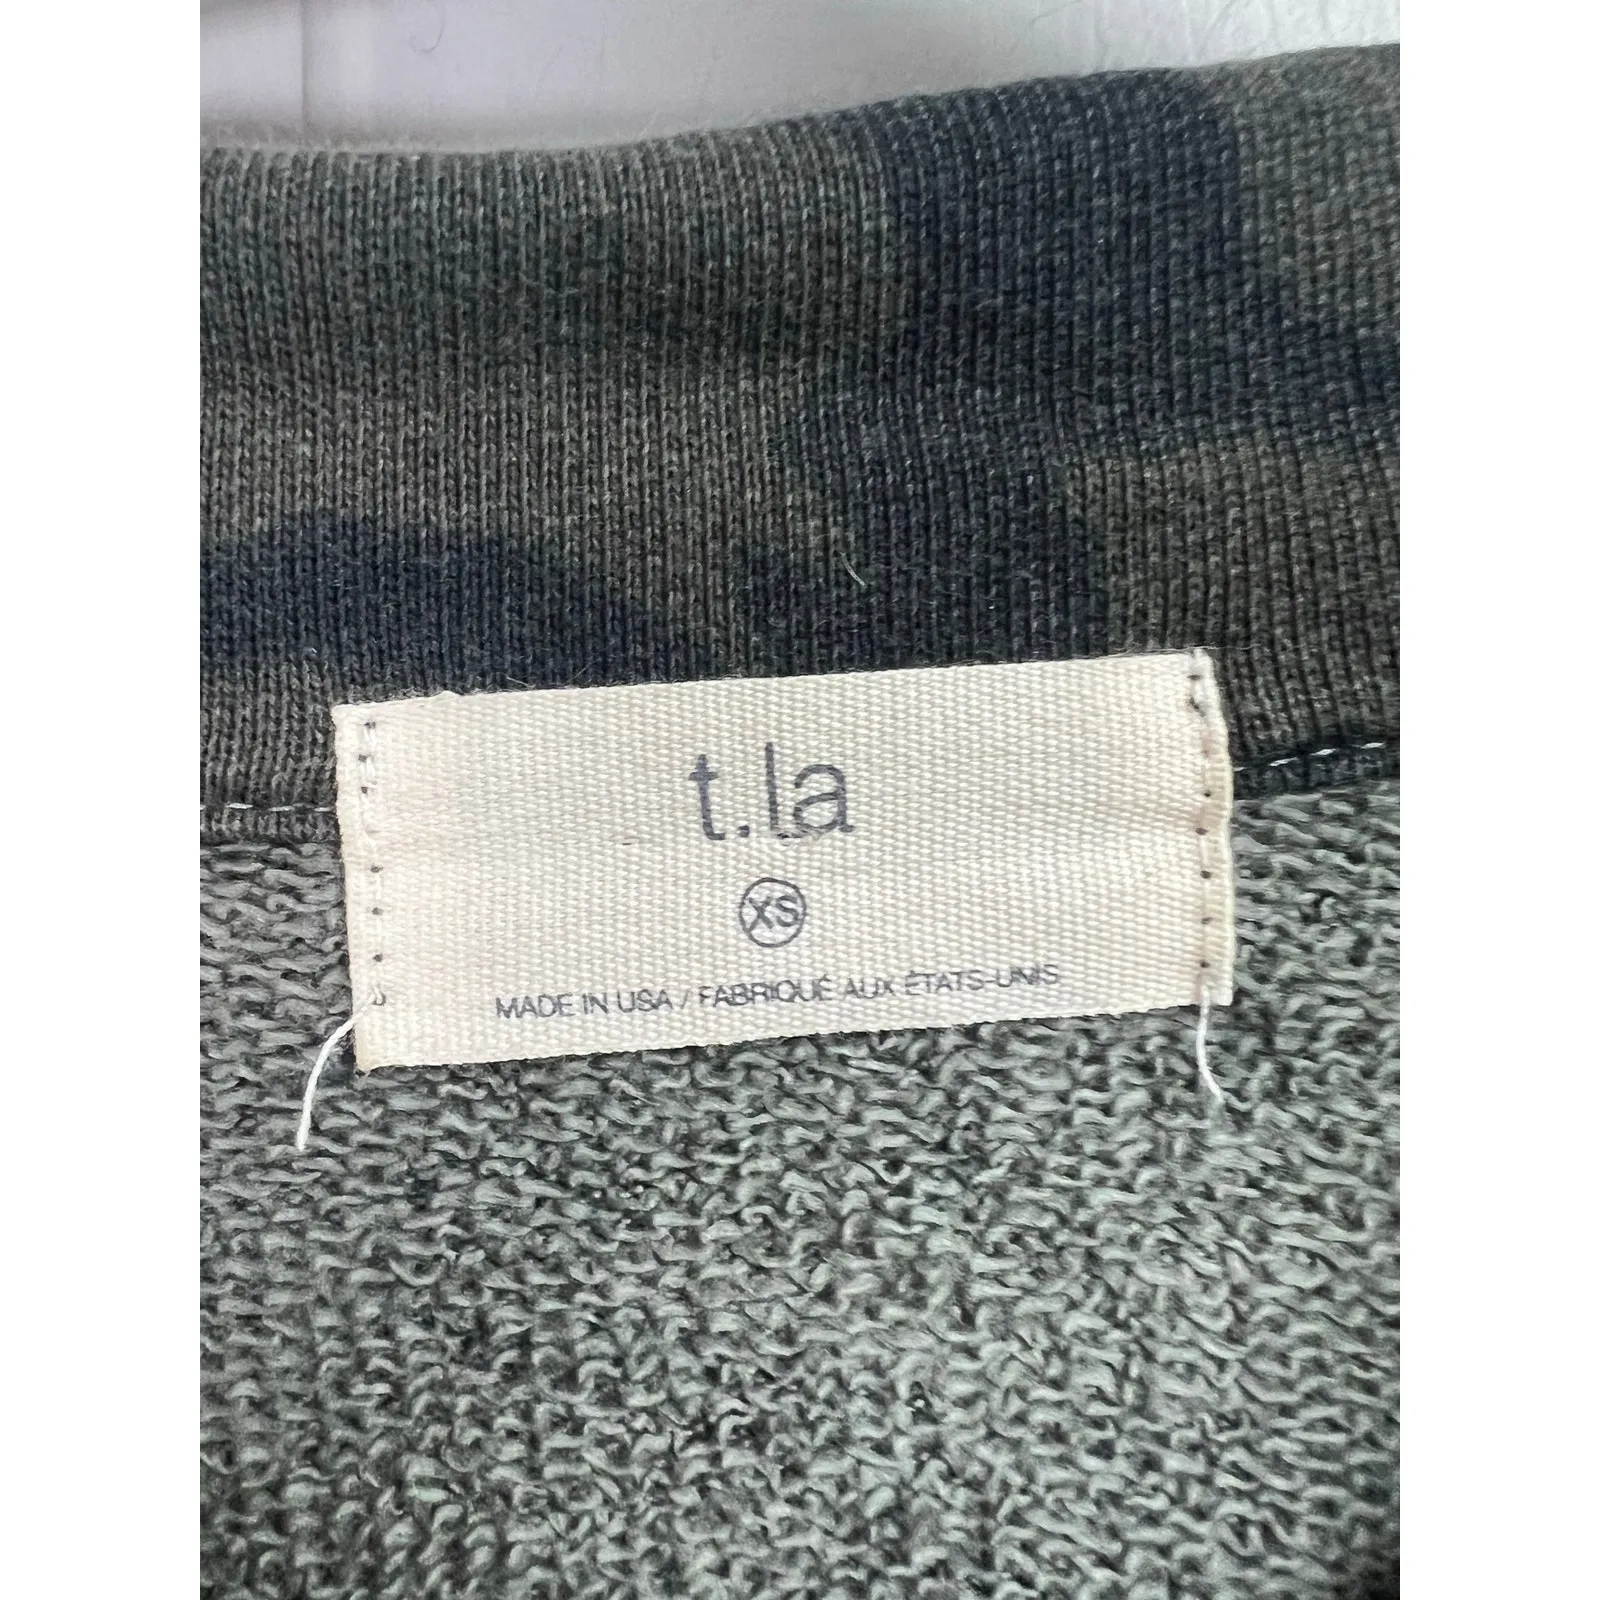 t.la
XS
MADE IN USA / FABRIQUÉ AUX ÉTATS-UNIS